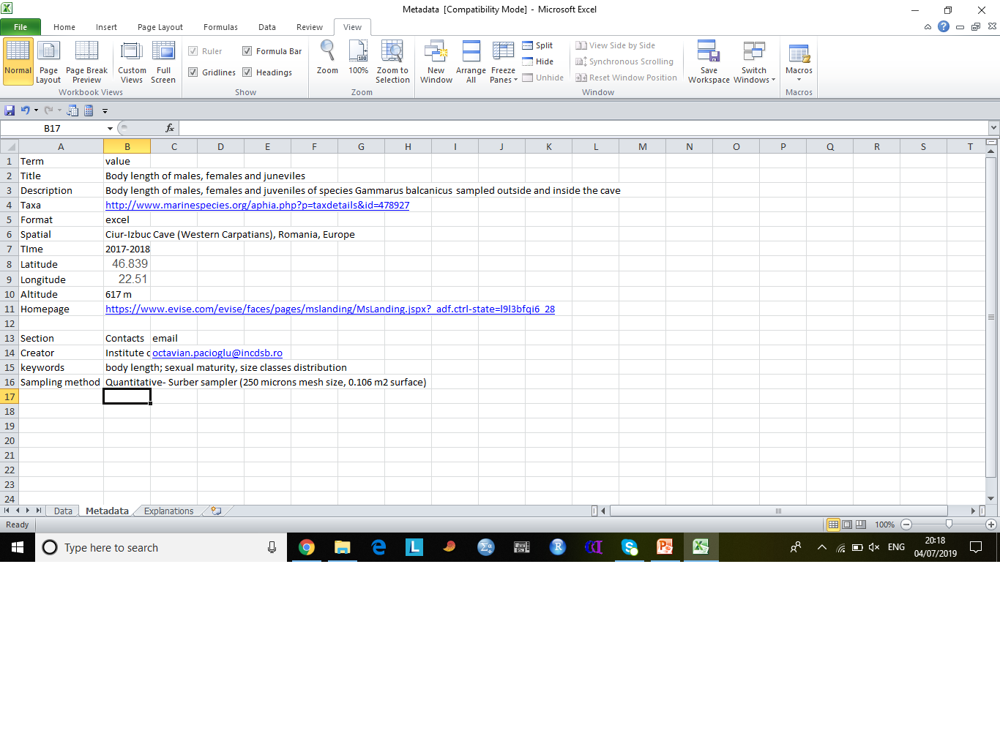 Metadata [Compatibility Mode] - Microsoft Excel
File Home Insert Page Layout Formulas Data Review View
Normal Page Layout Page Break Preview Custom Views Full Screen
Workbook Views
Ruler Formula Bar
Gridlines Headings
Show
Zoom 100% Zoom to Selection
Zoom
New Window Arrange All Freeze Panes
Split
Hide
Unhide
View Side by Side
Synchronous Scrolling
Reset Window Position
Window
Save Workspace Switch Windows
Macros
Macros
B17 fx
A B C D E F G H I J K L M N O P Q R S T
1 Term value
2 Title Body length of males, females and juneviles
3 Description Body length of males, females and juveniles of species Gammarus balcanicus sampled outside and inside the cave
4 Taxa http://www.marinespecies.org/aphia.php?p=taxdetails&id=478927
5 Format excel
6 Spatial Ciur-Izbuc Cave (Western Carpatians), Romania, Europe
7 TIme 2017-2018
8 Latitude 46.839
9 Longitude 22.51
10 Altitude 617 m
11 Homepage https://www.evise.com/evise/faces/pages/mslanding/MsLanding.jspx?_adf.ctrl-state=l9l3bfqi6_28
12
13 Section Contacts email
14 Creator Institute octavian.pacioglu@incdsb.ro
15 keywords body length; sexual maturity, size classes distribution
16 Sampling method Quantitative- Surber sampler (250 microns mesh size, 0.106 m2 surface)
17
18
19
20
21
22
23
24
Data Metadata Explanations
Ready 100%
Type here to search ENG 20:18
04/07/2019